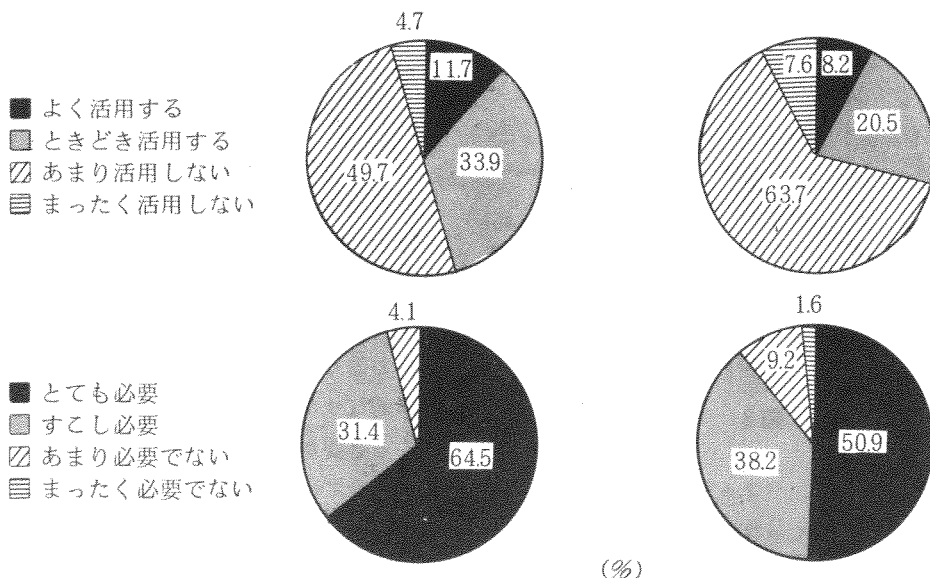 4.7
11.7
33.9
49.7
7.6
8.2
20.5
63.7
■ よく活用する
■ ときどき活用する
▨ あまり活用しない
▤ まったく活用しない
4.1
31.4
64.5
1.6
9.2
38.2
50.9
■ とても必要
■ すこし必要
▨ あまり必要でない
▤ まったく必要でない
(%)